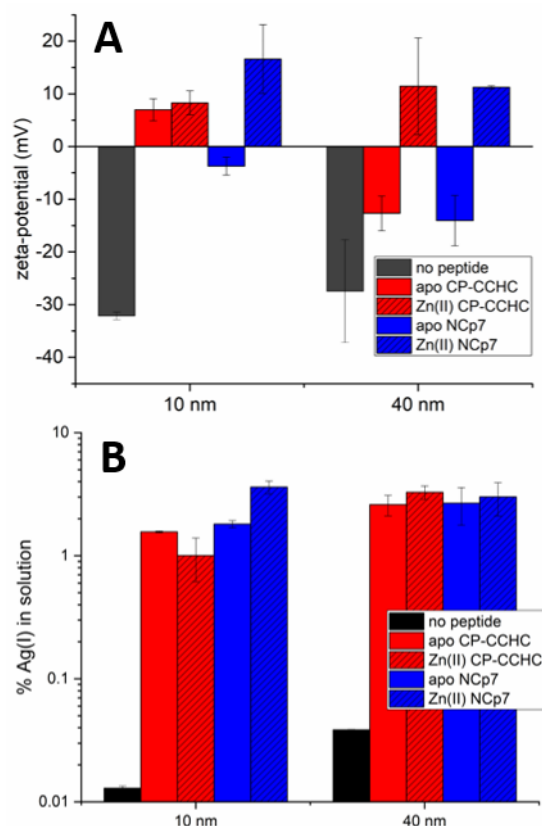 A
20
10
0
-10
-20
-30
-40
zeta-potential (mV)
no peptide
apo CP-CCHC
Zn(II) CP-CCHC
apo NCp7
Zn(II) NCp7
10 nm
40 nm
B
10
1
0.1
0.01
% Ag(I) in solution
no peptide
apo CP-CCHC
Zn(II) CP-CCHC
apo NCp7
Zn(II) NCp7
10 nm
40 nm